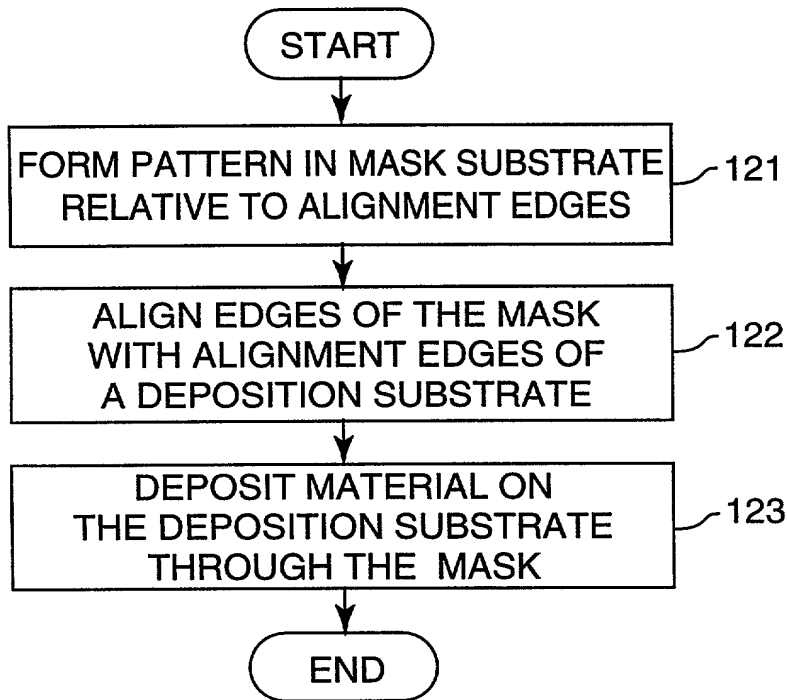 START
FORM PATTERN IN MASK SUBSTRATE
RELATIVE TO ALIGNMENT EDGES
121
ALIGN EDGES OF THE MASK
WITH ALIGNMENT EDGES OF
A DEPOSITION SUBSTRATE
122
DEPOSIT MATERIAL ON
THE DEPOSITION SUBSTRATE
THROUGH THE MASK
123
END